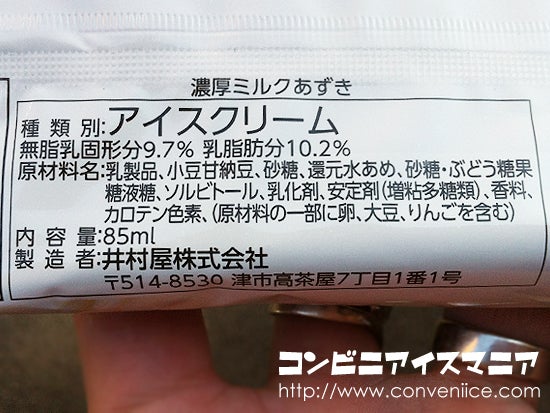 濃厚ミルクあずき
種類別:アイスクリーム
無脂乳固形分9.7% 乳脂肪分10.2%
原材料名:乳製品、小豆甘納豆、砂糖、還元水あめ、砂糖・ぶどう糖果
糖液糖、ソルビトール、乳化剤、安定剤(増粘多糖類)、香料、
カロテン色素、(原材料の一部に卵、大豆、りんごを含む)
内容量:85ml
製造者:井村屋株式会社
〒514-8530 津市高茶屋7丁目1番1号
コンビニアイスマニア
http://www.conveniice.com/